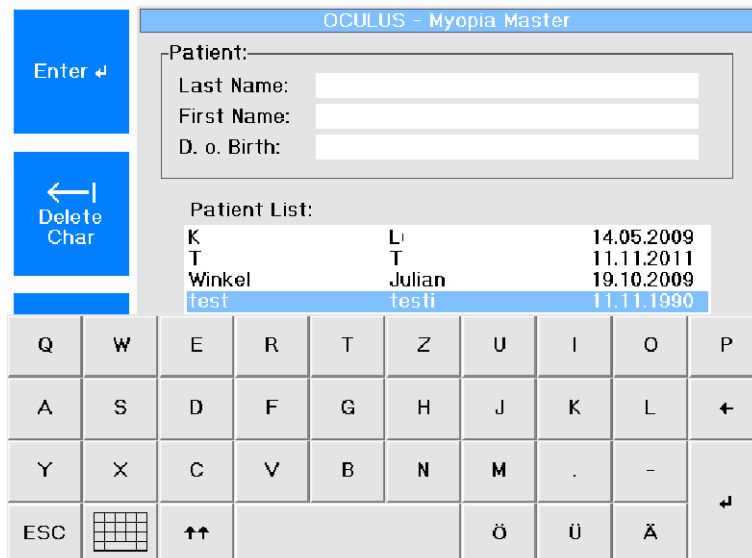 OCULUS - Myopia Master
Enter ↵
Patient:
Last Name:
First Name:
D. o. Birth:
Delete
Char
Patient List:
K 14.05.2009
T T 11.11.2011
Winkel Julian 19.10.2009
test testi 11.11.1990
Q W E R T Z U I O P
A S D F G H J K L ←
Y X C V B N M . -
ESC ↑↑ Ö Ü Ä ↵